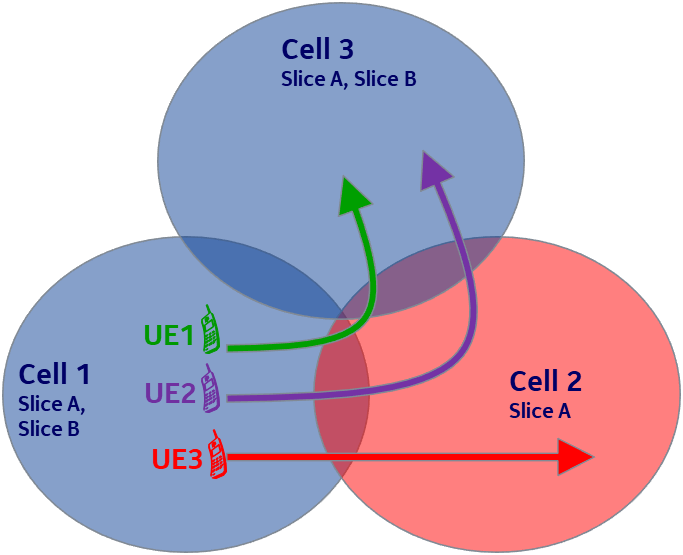 Cell 3
Slice A, Slice B
UE1
Cell 1
Slice A,
Slice B
UE2
UE3
Cell 2
Slice A